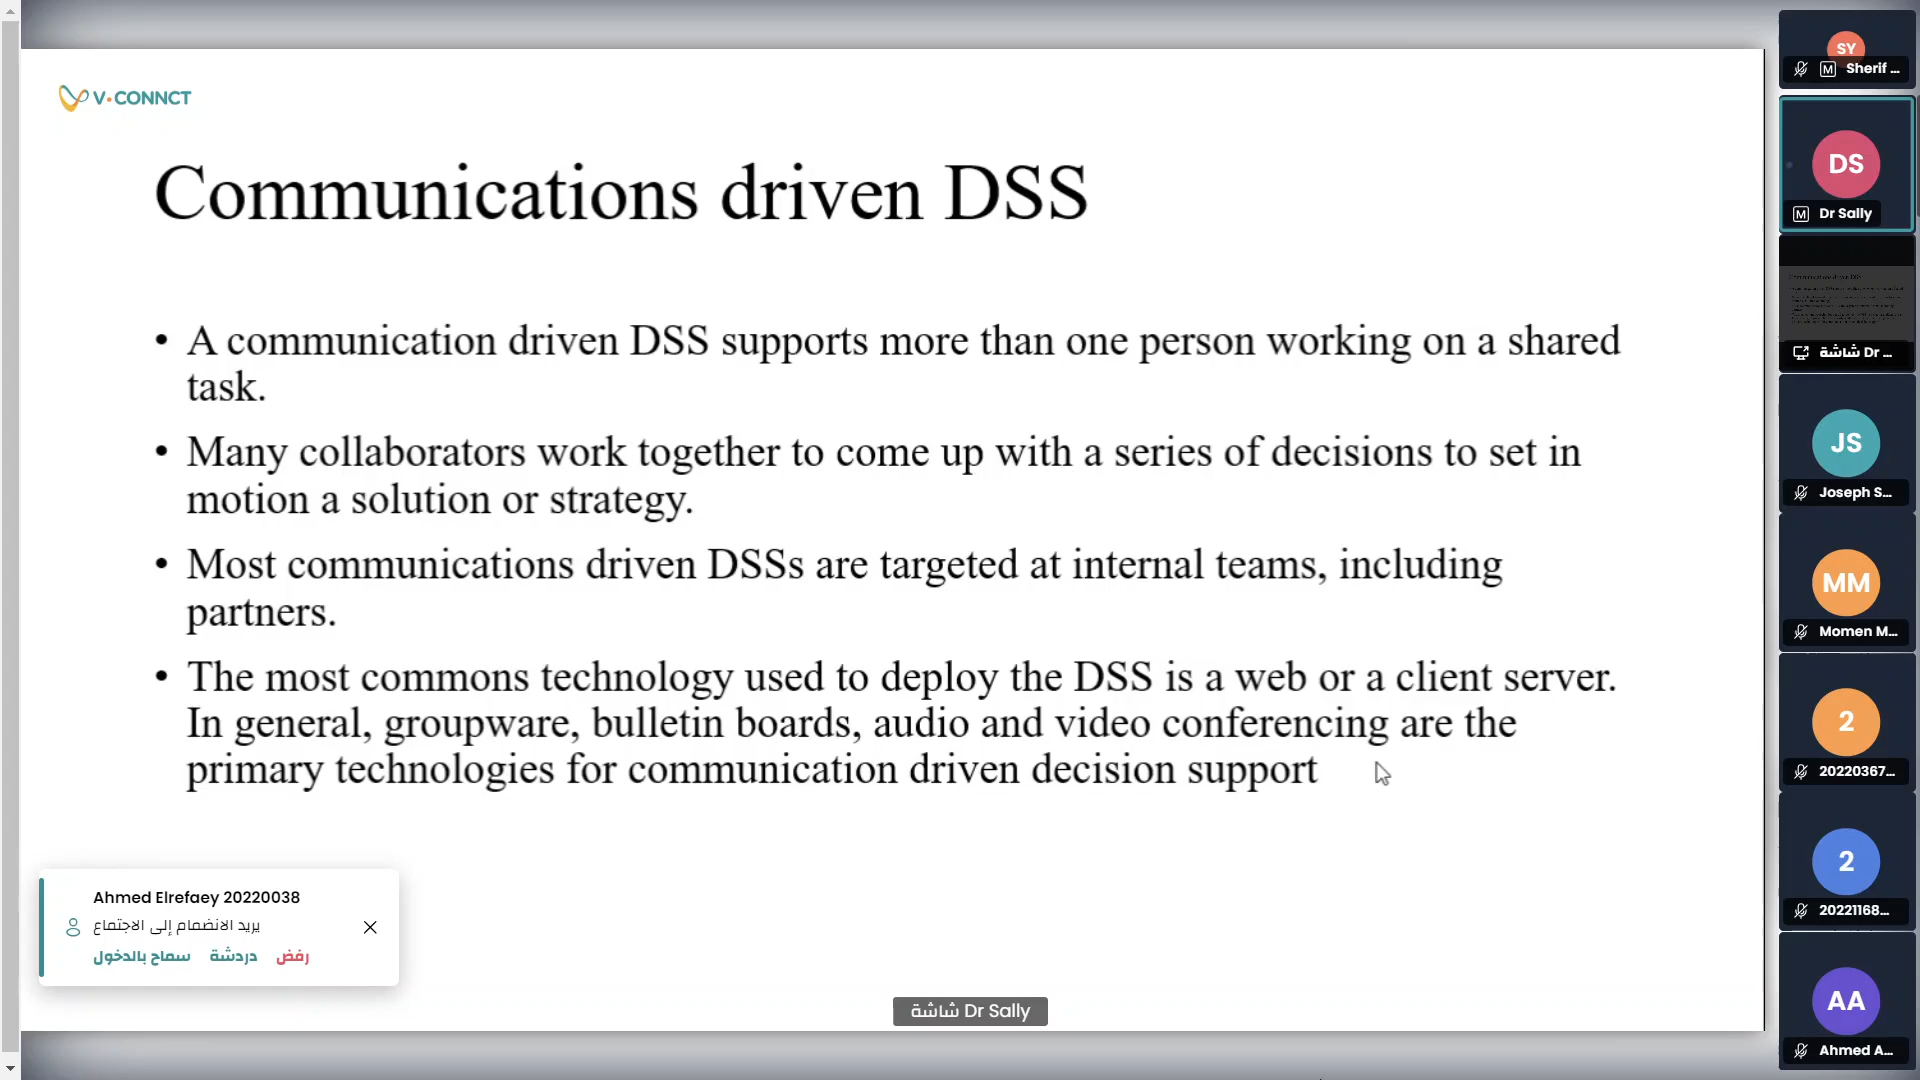 V·CONNCT
Communications driven DSS
• A communication driven DSS supports more than one person working on a shared
task.
• Many collaborators work together to come up with a series of decisions to set in
motion a solution or strategy.
• Most communications driven DSSs are targeted at internal teams, including
partners.
• The most commons technology used to deploy the DSS is a web or a client server.
In general, groupware, bulletin boards, audio and video conferencing are the
primary technologies for communication driven decision support
Ahmed Elrefaey 20220038
يريد الانضمام إلى الاجتماع
سماح بالدخول دردشة رفض
شاشة Dr Sally
SY
M Sherif ...
DS
M Dr Sally
شاشة Dr ...
JS
Joseph S...
MM
Momen M...
2
20220367...
2
20221168...
AA
Ahmed A...